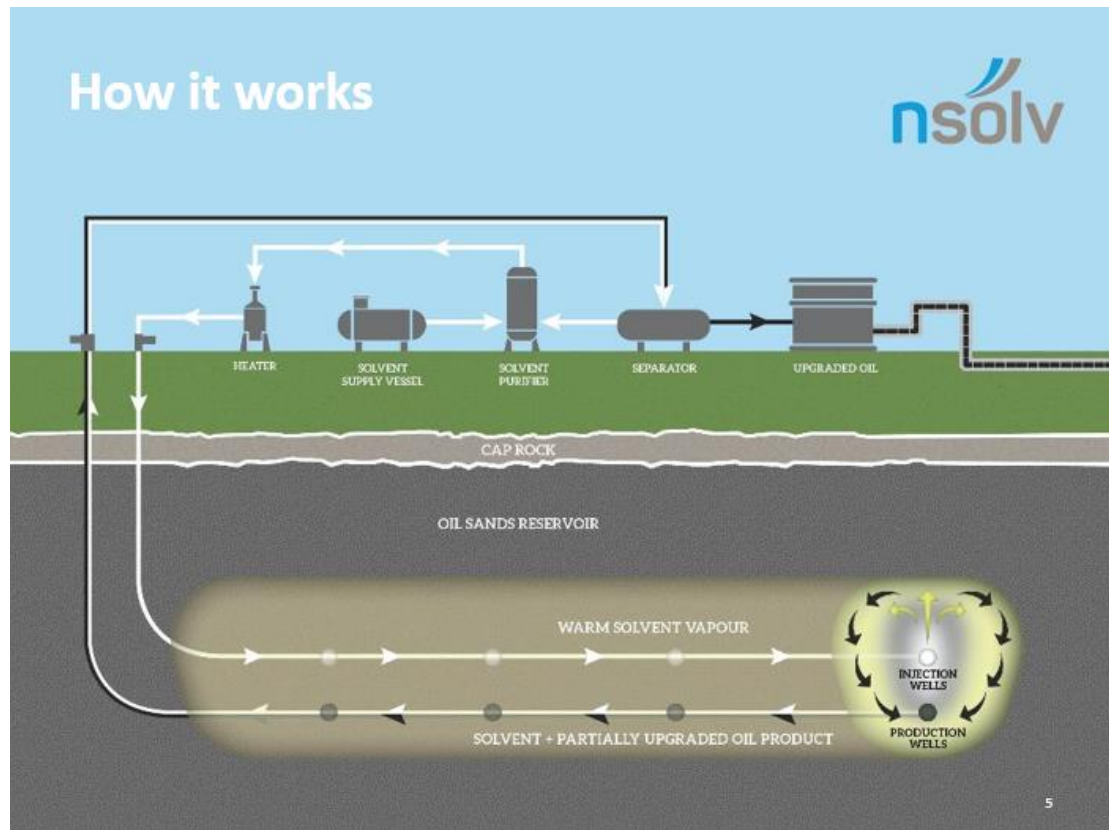 How it works
nsolv
HEATER
SOLVENT
SUPPLY VESSEL
SOLVENT
PURIFIER
SEPARATOR
UPGRADED OIL
CAP ROCK
OIL SANDS RESERVOIR
WARM SOLVENT VAPOUR
INJECTION
WELLS
SOLVENT + PARTIALLY UPGRADED OIL PRODUCT
PRODUCTION
WELLS
5